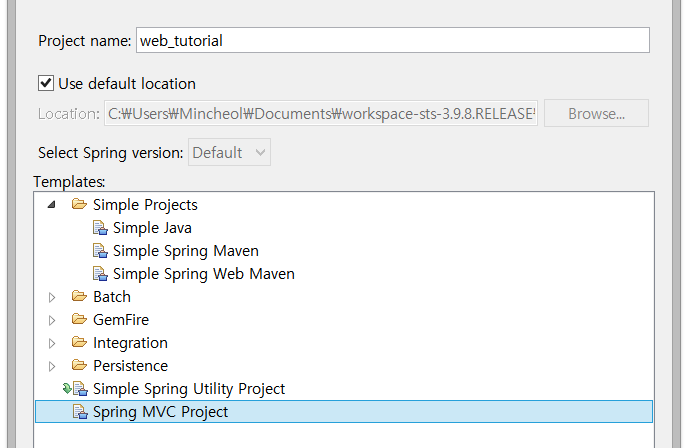 Project name: web_tutorial
Use default location
Location: C:₩Users₩Mincheol₩Documents₩workspace-sts-3.9.8.RELEASE₩ Browse...
Select Spring version: Default
Templates:
Simple Projects
Simple Java
Simple Spring Maven
Simple Spring Web Maven
Batch
GemFire
Integration
Persistence
Simple Spring Utility Project
Spring MVC Project